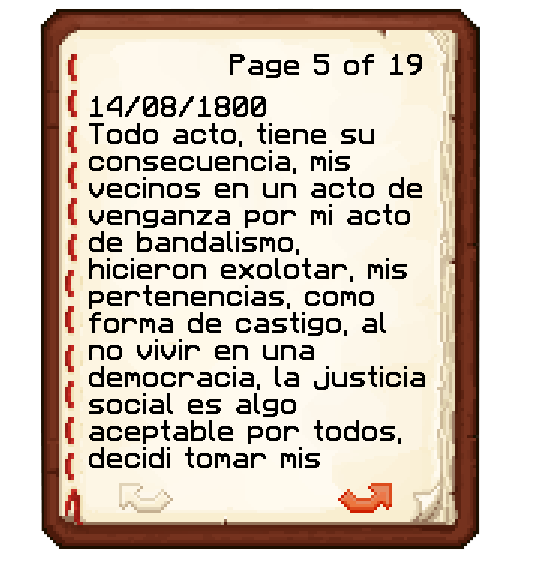 Page 5 of 19
14/08/1800
Todo acto, tiene su
consecuencia, mis
vecinos en un acto de
venganza por mi acto
de bandalismo,
hicieron exolotar, mis
pertenencias, como
forma de castigo, al
no vivir en una
democracia, la justicia
social es algo
aceptable por todos,
decidi tomar mis